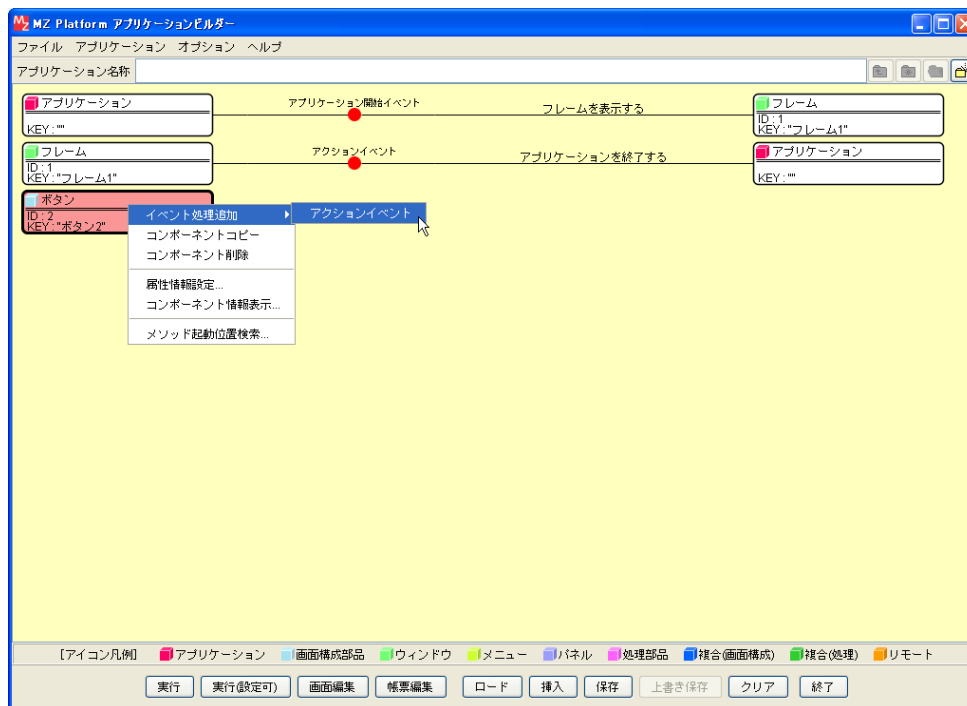 MZ Platform アプリケーションビルダー
ファイル アプリケーション オプション ヘルプ
アプリケーション名称
アプリケーション アプリケーション開始イベント フレームを表示する フレーム
KEY:"" ID:1
KEY:"フレーム1"
フレーム アクションイベント アプリケーションを終了する アプリケーション
ID:1
KEY:"フレーム1" KEY:""
ボタン
ID:2
KEY:"ボタン2"
イベント処理追加 アクションイベント
コンポーネントコピー
コンポーネント削除
属性情報設定...
コンポーネント情報表示...
メソッド起動位置検索...
[アイコン凡例] アプリケーション 画面構成部品 ウィンドウ メニュー パネル 処理部品 複合(画面構成) 複合(処理) リモート
実行 実行(設定可) 画面編集 帳票編集 ロード 挿入 保存 上書き保存 クリア 終了